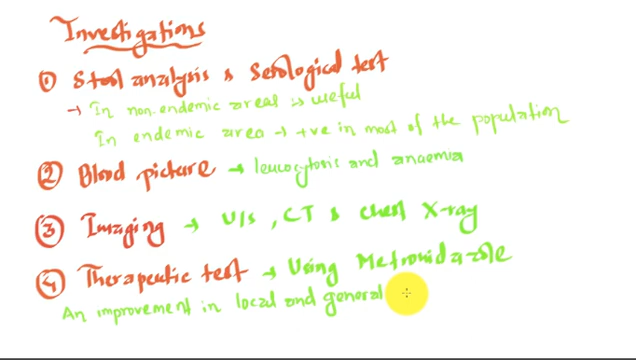 Investigations
① Stool analysis & Serological test
→ In non-endemic areas is useful
In endemic area → +ve in most of the population
② Blood picture → leucocytosis and anaemia
③ Imaging → U/s, CT & chest X-ray
④ Therapeutic test → Using Metronidazole
An improvement in local and general